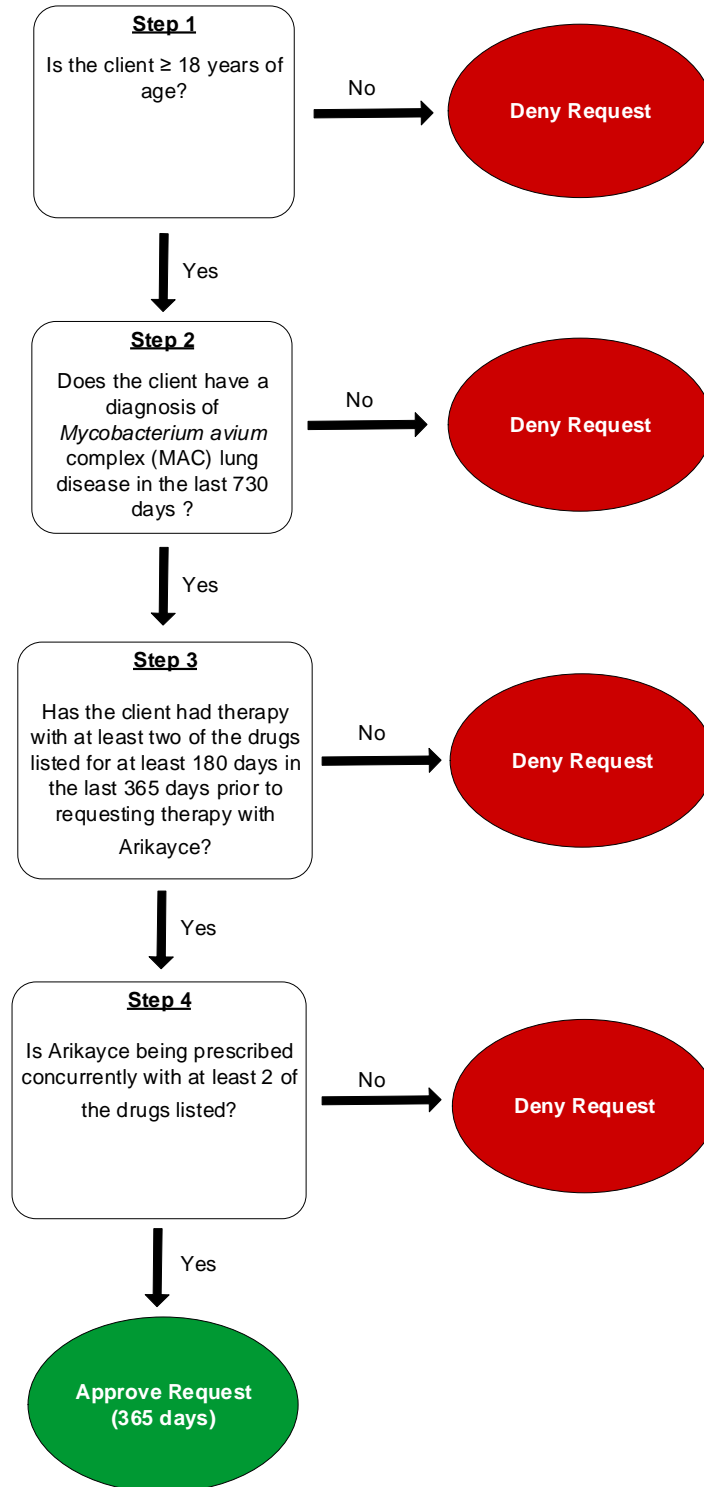 Step 1
Is the client ≥ 18 years of
age?
No
Deny Request
Yes
Step 2
Does the client have a
diagnosis of
Mycobacterium avium
complex (MAC) lung
disease in the last 730
days ?
No
Deny Request
Yes
Step 3
Has the client had therapy
with at least two of the drugs
listed for at least 180 days in
the last 365 days prior to
requesting therapy with
Arikayce?
No
Deny Request
Yes
Step 4
Is Arikayce being prescribed
concurrently with at least 2 of
the drugs listed?
No
Deny Request
Yes
Approve Request
(365 days)